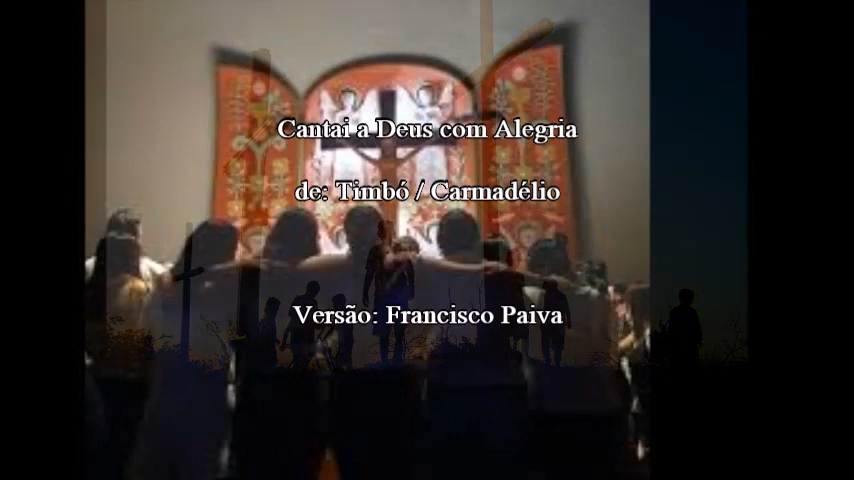 Cantai a Deus com Alegria
de: Timbó / Carmadélio
Versão: Francisco Paiva